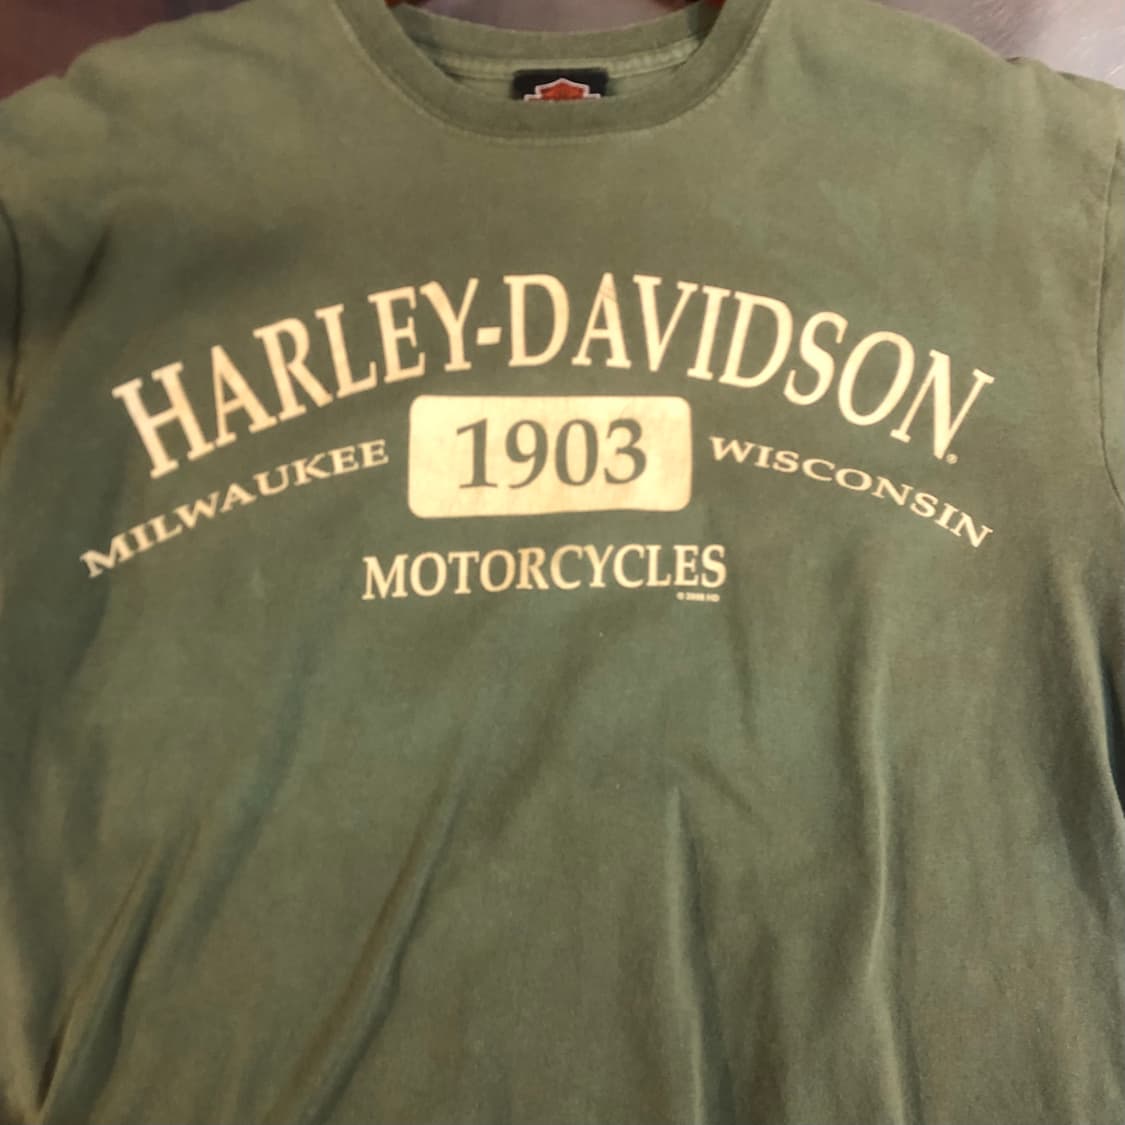 HARLEY-DAVIDSON®
MILWAUKEE 1903 WISCONSIN
MOTORCYCLES